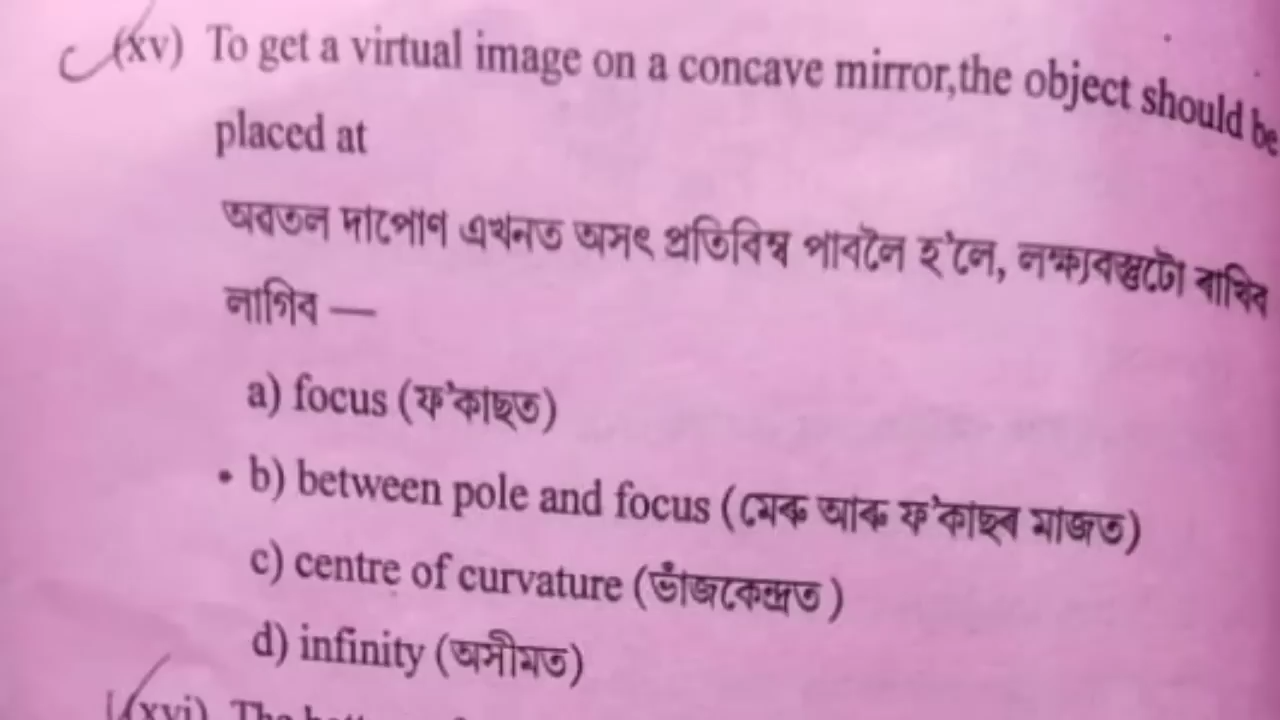 (xv) To get a virtual image on a concave mirror,the object should be
placed at
অৱতল দাপোণ এখনত অসৎ প্ৰতিবিম্ব পাবলৈ হ'লে, লক্ষ্যবস্তুটো ৰাখিব
লাগিব —
a) focus (ফ'কাছত)
b) between pole and focus (মেৰু আৰু ফ'কাছৰ মাজত)
c) centre of curvature (ভাঁজকেন্দ্ৰত )
d) infinity (অসীমত)
(xvi) The